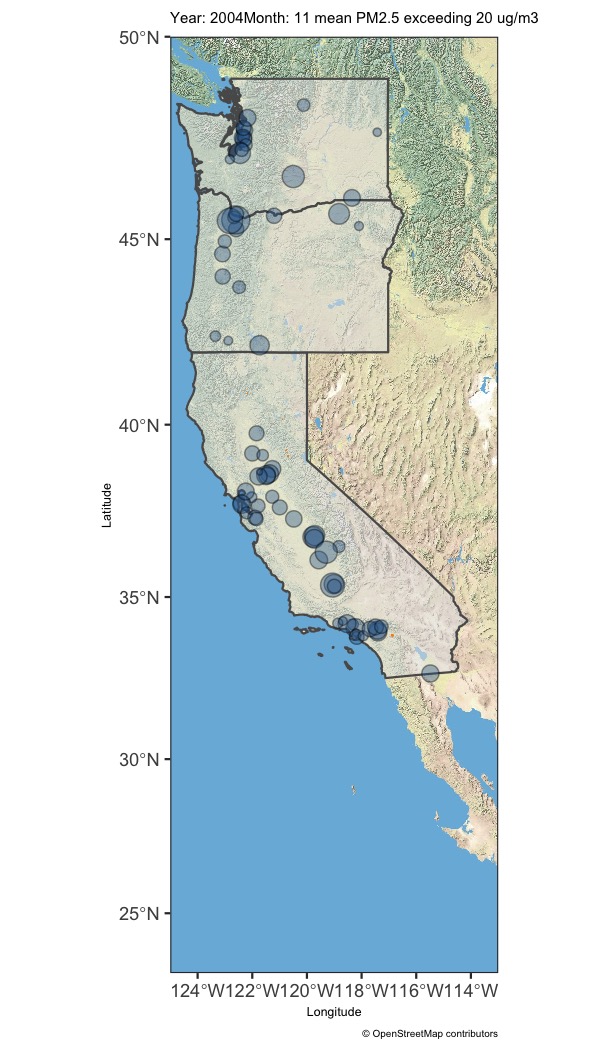 Year: 2004Month: 11 mean PM2.5 exceeding 20 ug/m3
50°N
45°N
40°N
35°N
30°N
25°N
Latitude
124°W122°W120°W118°W116°W114°W
Longitude
© OpenStreetMap contributors